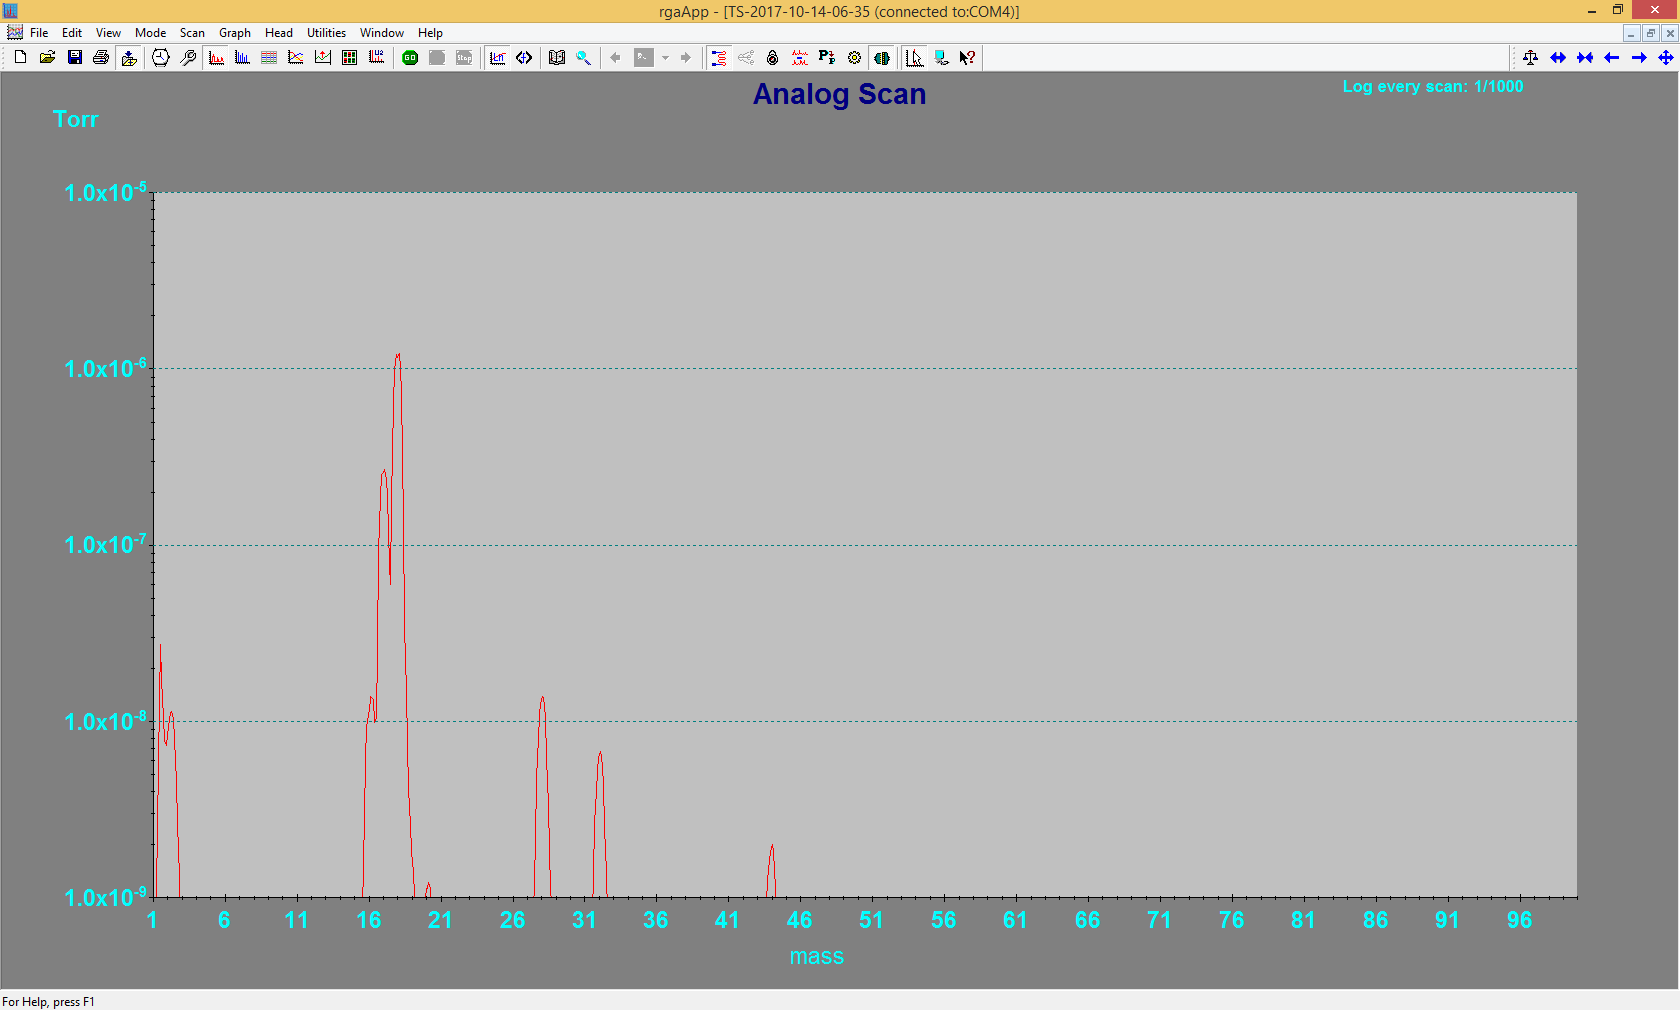 rgaApp - [TS-2017-10-14-06-35 (connected to:COM4)]
File Edit View Mode Scan Graph Head Utilities Window Help
GO Stop
Analog Scan
Log every scan: 1/1000
Torr
1.0x10-5
1.0x10-6
1.0x10-7
1.0x10-8
1.0x10-9
1 6 11 16 21 26 31 36 41 46 51 56 61 66 71 76 81 86 91 96
mass
For Help, press F1